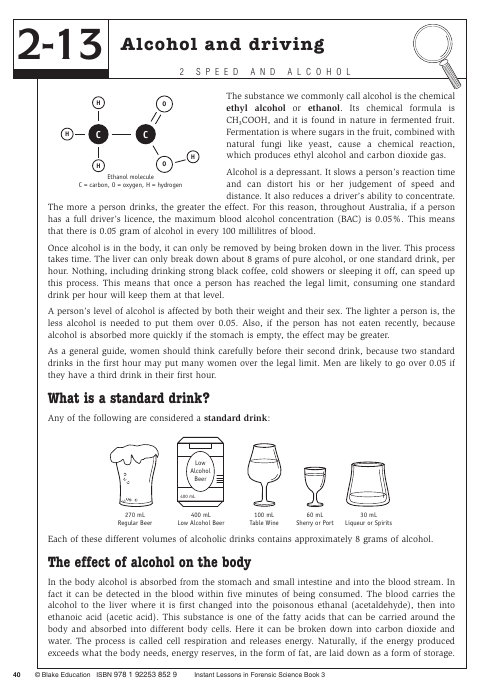 2-13
Alcohol and driving
2 SPEED AND ALCOHOL
H
O
H
C
C
H
O
H
Ethanol molecule
C = carbon, O = oxygen, H = hydrogen
The substance we commonly call alcohol is the chemical
ethyl alcohol or ethanol. Its chemical formula is
CH₃COOH, and it is found in nature in fermented fruit.
Fermentation is where sugars in the fruit, combined with
natural fungi like yeast, cause a chemical reaction,
which produces ethyl alcohol and carbon dioxide gas.
Alcohol is a depressant. It slows a person's reaction time
and can distort his or her judgement of speed and
distance. It also reduces a driver's ability to concentrate.
The more a person drinks, the greater the effect. For this reason, throughout Australia, if a person
has a full driver's licence, the maximum blood alcohol concentration (BAC) is 0.05%. This means
that there is 0.05 gram of alcohol in every 100 millilitres of blood.
Once alcohol is in the body, it can only be removed by being broken down in the liver. This process
takes time. The liver can only break down about 8 grams of pure alcohol, or one standard drink, per
hour. Nothing, including drinking strong black coffee, cold showers or sleeping it off, can speed up
this process. This means that once a person has reached the legal limit, consuming one standard
drink per hour will keep them at that level.
A person's level of alcohol is affected by both their weight and their sex. The lighter a person is, the
less alcohol is needed to put them over 0.05. Also, if the person has not eaten recently, because
alcohol is absorbed more quickly if the stomach is empty, the effect may be greater.
As a general guide, women should think carefully before their second drink, because two standard
drinks in the first hour may put many women over the legal limit. Men are likely to go over 0.05 if
they have a third drink in their first hour.
What is a standard drink?
Any of the following are considered a standard drink:
Low
Alcohol
Beer
400 mL
270 mL
Regular Beer
400 mL
Low Alcohol Beer
100 mL
Table Wine
60 mL
Sherry or Port
30 mL
Liqueur or Spirits
Each of these different volumes of alcoholic drinks contains approximately 8 grams of alcohol.
The effect of alcohol on the body
In the body alcohol is absorbed from the stomach and small intestine and into the blood stream. In
fact it can be detected in the blood within five minutes of being consumed. The blood carries the
alcohol to the liver where it is first changed into the poisonous ethanal (acetaldehyde), then into
ethanoic acid (acetic acid). This substance is one of the fatty acids that can be carried around the
body and absorbed into different body cells. Here it can be broken down into carbon dioxide and
water. The process is called cell respiration and releases energy. Naturally, if the energy produced
exceeds what the body needs, energy reserves, in the form of fat, are laid down as a form of storage.
40 © Blake Education ISBN 978 1 92253 852 9 Instant Lessons in Forensic Science Book 3